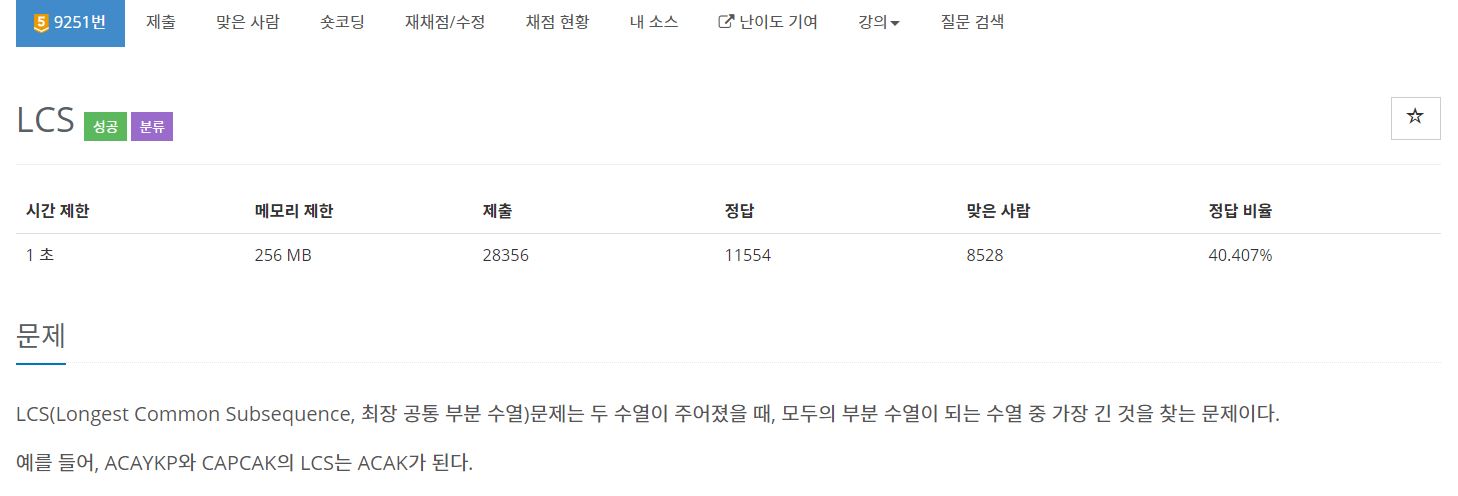 5 9251번 제출 맞은 사람 숏코딩 재채점/수정 채점 현황 내 소스 난이도 기여 강의 질문 검색
LCS 성공 분류
시간 제한 메모리 제한 제출 정답 맞은 사람 정답 비율
1 초 256 MB 28356 11554 8528 40.407%
문제
LCS(Longest Common Subsequence, 최장 공통 부분 수열)문제는 두 수열이 주어졌을 때, 모두의 부분 수열이 되는 수열 중 가장 긴 것을 찾는 문제이다.
예를 들어, ACAYKP와 CAPCAK의 LCS는 ACAK가 된다.